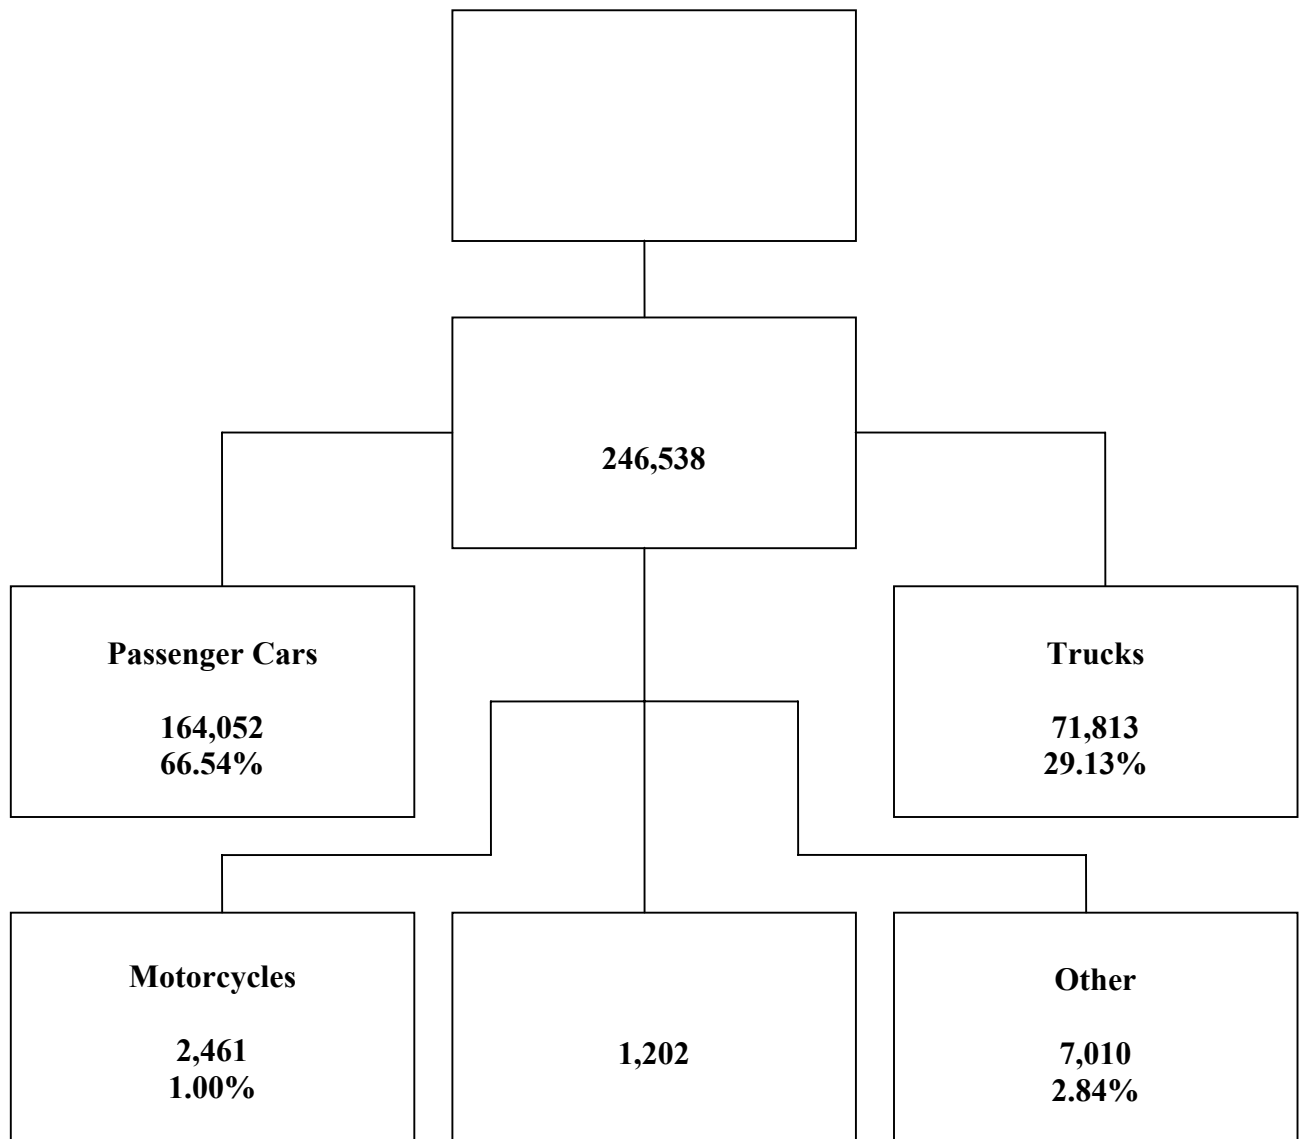 246,538
Passenger Cars
164,052
66.54%
Trucks
71,813
29.13%
Motorcycles
2,461
1.00%
1,202
Other
7,010
2.84%